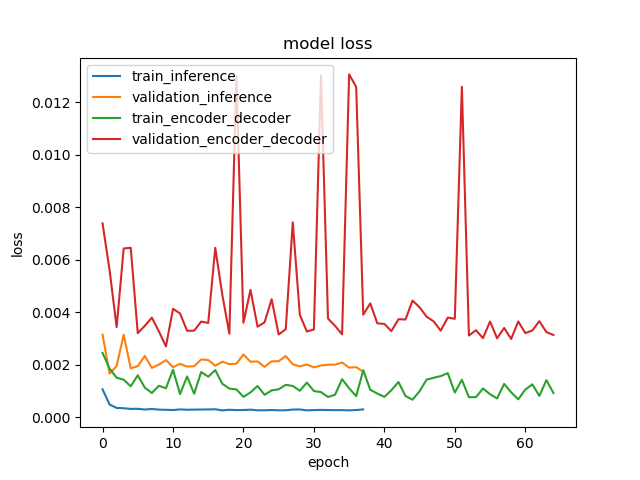 model loss
train_inference
validation_inference
train_encoder_decoder
validation_encoder_decoder
loss
0.012
0.010
0.008
0.006
0.004
0.002
0.000
0 10 20 30 40 50 60
epoch